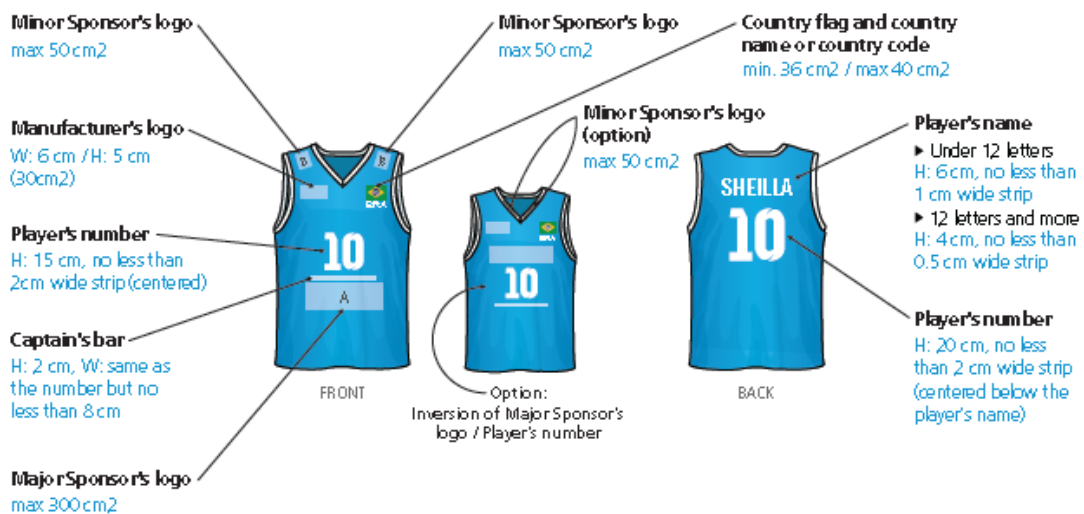 Minor Sponsor's logo
max 50 cm2
Minor Sponsor's logo
max 50 cm2
Country flag and country
name or country code
min. 36 cm2 / max 40 cm2
Manufacturer's logo
W: 6 cm / H: 5 cm
(30cm2)
Minor Sponsor's logo
(option)
max 50 cm2
Player's name
▸ Under 12 letters
H: 6 cm, no less than
1 cm wide strip
▸ 12 letters and more
H: 4 cm, no less than
0.5 cm wide strip
B
B
BRA
BRA
SHEILLA
10
Player's number
H: 15 cm, no less than
2cm wide strip (centered)
10
10
A
Captain's bar
H: 2 cm, W: same as
the number but no
less than 8 cm
Player's number
H: 20 cm, no less
than 2 cm wide strip
(centered below the
player's name)
FRONT
Option:
Inversion of Major Sponsor's
logo / Player's number
BACK
Major Sponsor's logo
max 300 cm2